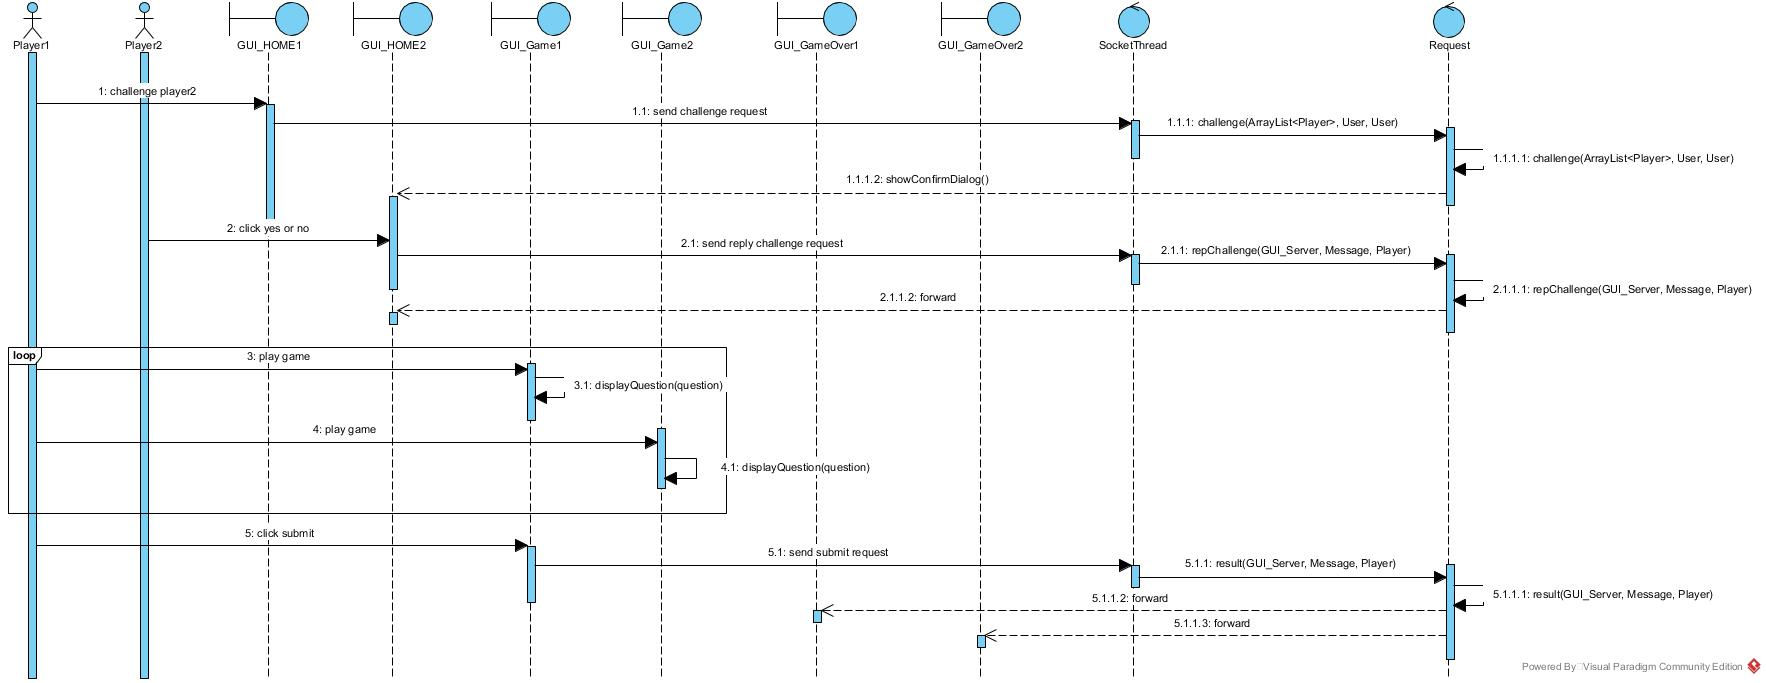 Player1
Player2
GUI_HOME1
GUI_HOME2
GUI_Game1
GUI_Game2
GUI_GameOver1
GUI_GameOver2
SocketThread
Request
1: challenge player2
1.1: send challenge request
1.1.1: challenge(ArrayList<Player>, User, User)
1.1.1.1: challenge(ArrayList<Player>, User, User)
1.1.1.2: showConfirmDialog()
2: click yes or no
2.1: send reply challenge request
2.1.1: repChallenge(GUI_Server, Message, Player)
2.1.1.1: repChallenge(GUI_Server, Message, Player)
2.1.1.2: forward
loop
3: play game
3.1: displayQuestion(question)
4: play game
4.1: displayQuestion(question)
5: click submit
5.1: send submit request
5.1.1: result(GUI_Server, Message, Player)
5.1.1.1: result(GUI_Server, Message, Player)
5.1.1.2: forward
5.1.1.3: forward
Powered By Visual Paradigm Community Edition